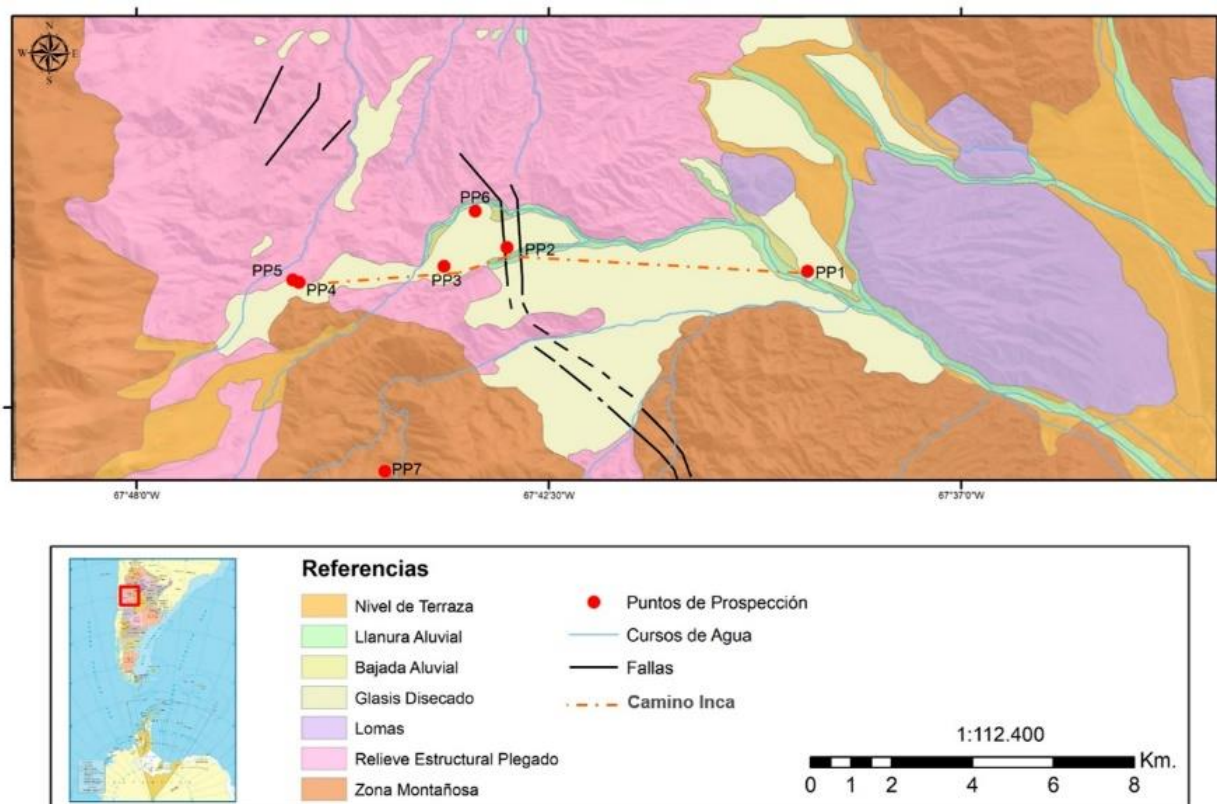 N
W E
S
PP6
PP2
PP3
PP1
PP5
PP4
PP7
67°48'0"W 67°42'30"W 67°37'0"W
Referencias
Nivel de Terraza
Llanura Aluvial
Bajada Aluvial
Glasis Disecado
Lomas
Relieve Estructural Plegado
Zona Montañosa
Puntos de Prospección
Cursos de Agua
Fallas
Camino Inca
1:112.400
0 1 2 4 6 8 Km.